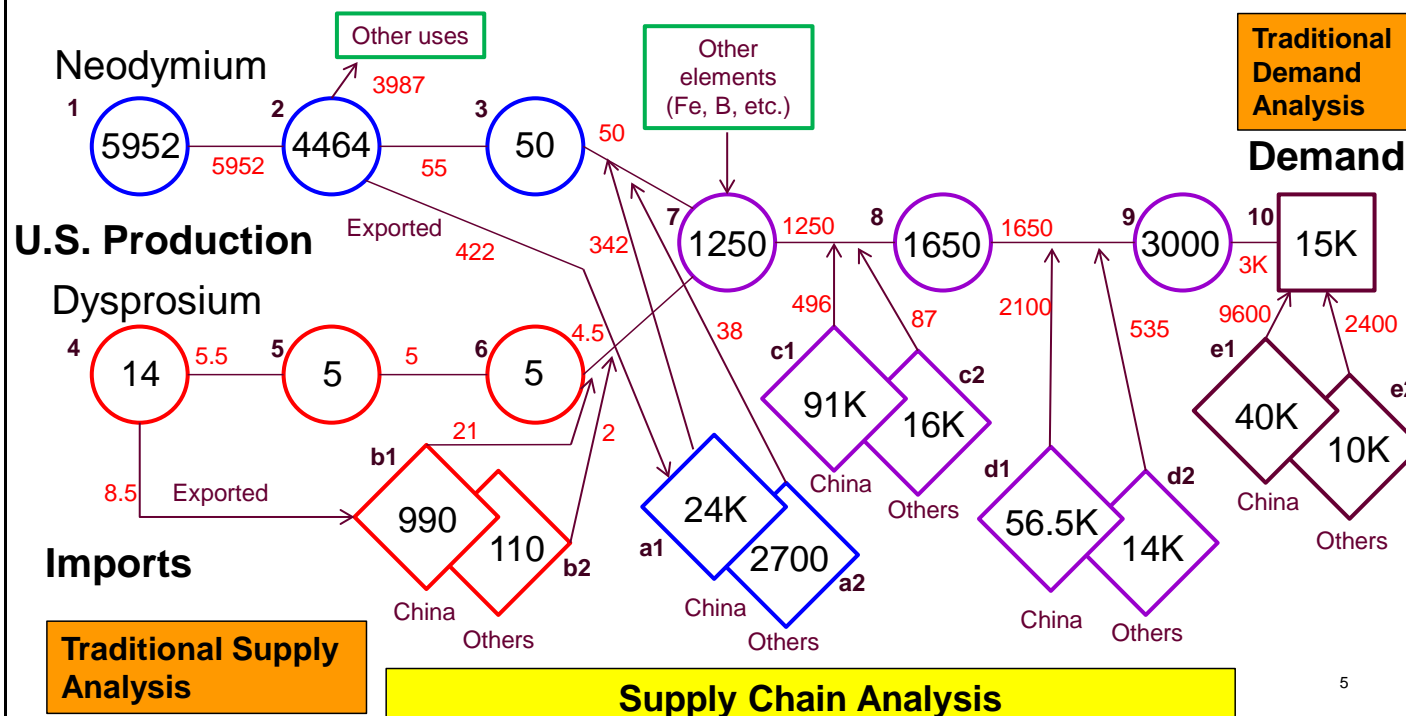 Other uses
Other
elements
(Fe, B, etc.)
Traditional
Demand
Analysis
Neodymium
3987
1
2
3
50
5952
4464
50
5952
55
Demand
Exported
422
342
7
1250
1250
8
1650
1650
9
3000
10
15K
3K
U.S. Production
Dysprosium
4
14
5.5
5
5
5
6
5
4.5
38
496
87
2100
535
9600
2400
c1
91K
c2
16K
China
Others
e1
40K
10K
China
Others
21
2
8.5
Exported
b1
990
110
b2
China
Others
24K
a1
2700
a2
China
Others
d1
56.5K
d2
14K
China
Others
Imports
Traditional Supply
Analysis
Supply Chain Analysis
5